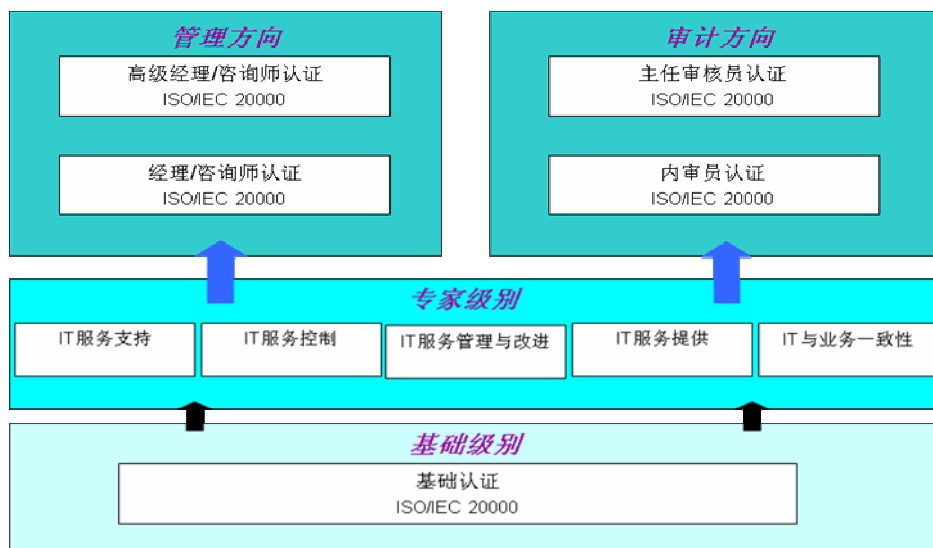 管理方向
高级经理/咨询师认证
ISO/IEC 20000
经理/咨询师认证
ISO/IEC 20000
审计方向
主任审核员认证
ISO/IEC 20000
内审员认证
ISO/IEC 20000
专家级别
IT服务支持
IT服务控制
IT服务管理与改进
IT服务提供
IT与业务一致性
基础级别
基础认证
ISO/IEC 20000